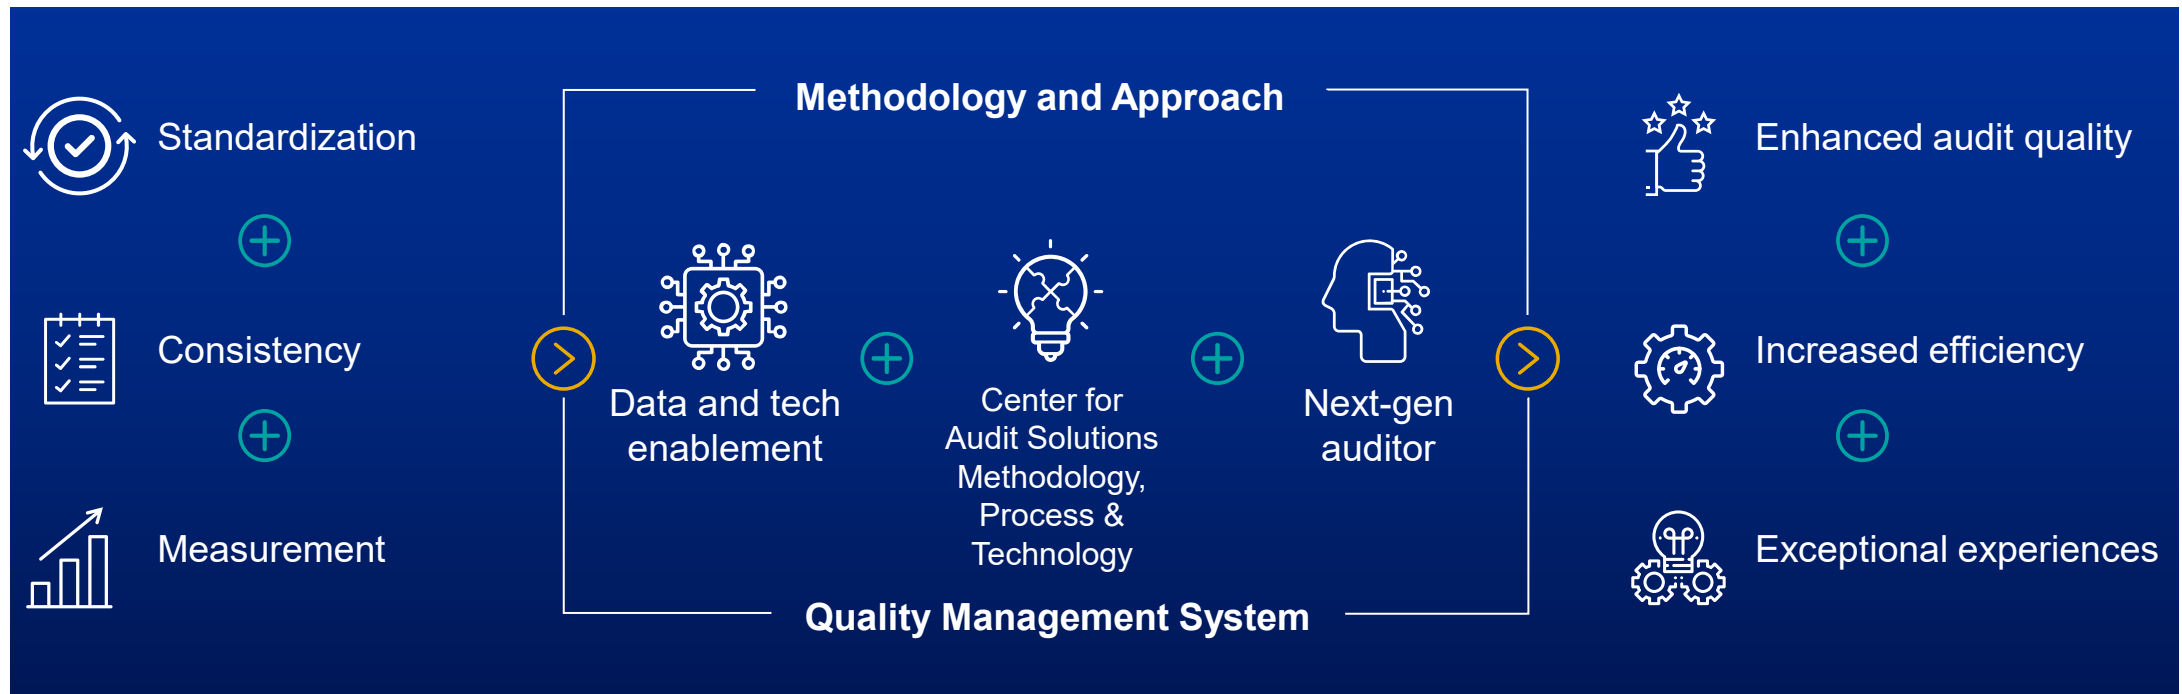 Standardization
Consistency
Measurement
Methodology and Approach
Data and tech
enablement
Center for
Audit Solutions
Methodology,
Process &
Technology
Next-gen
auditor
Quality Management System
Enhanced audit quality
Increased efficiency
Exceptional experiences